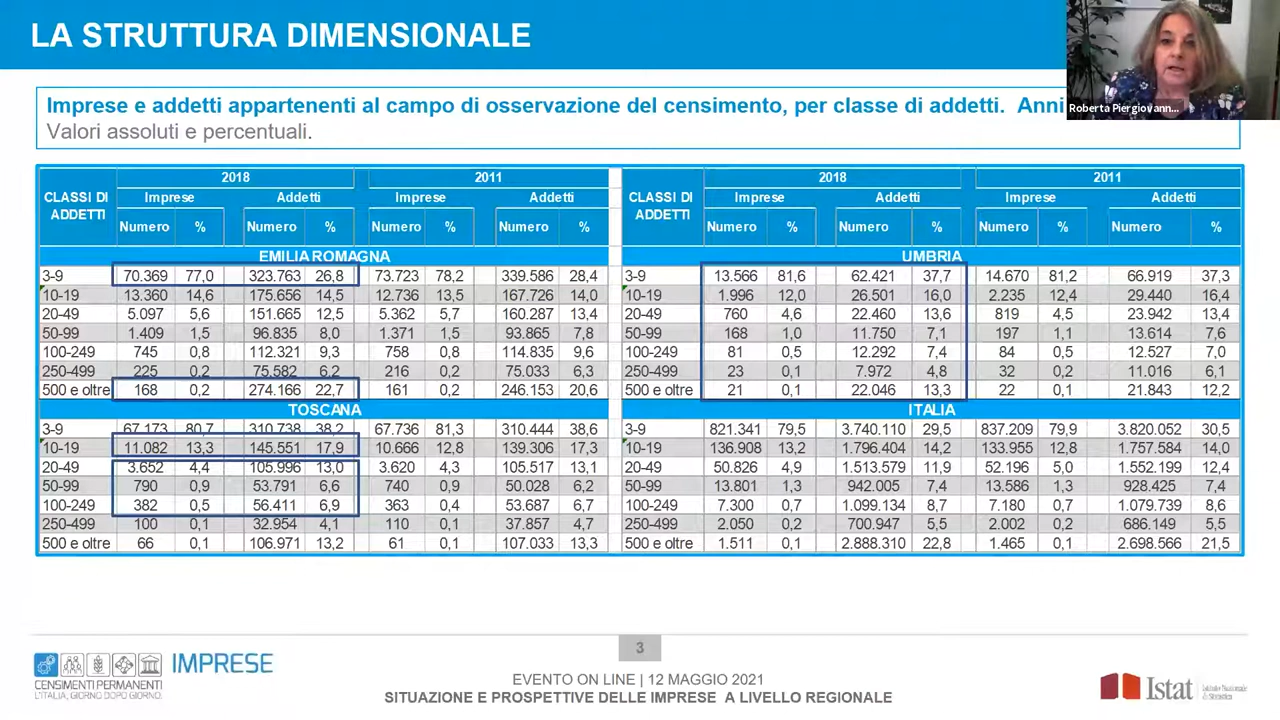 LA STRUTTURA DIMENSIONALE
Roberta Piergiovann...
Imprese e addetti appartenenti al campo di osservazione del censimento, per classe di addetti. Anni
Valori assoluti e percentuali.
CLASSI DI ADDETTI 2018 2011
Imprese Addetti Imprese Addetti
Numero % Numero % Numero % Numero %
EMILIA ROMAGNA
3-9 70.369 77,0 323.763 26,8 73.723 78,2 339.586 28,4
10-19 13.360 14,6 175.656 14,5 12.736 13,5 167.726 14,0
20-49 5.097 5,6 151.665 12,5 5.362 5,7 160.287 13,4
50-99 1.409 1,5 96.835 8,0 1.371 1,5 93.865 7,8
100-249 745 0,8 112.321 9,3 758 0,8 114.835 9,6
250-499 225 0,2 75.582 6,2 216 0,2 75.033 6,3
500 e oltre 168 0,2 274.166 22,7 161 0,2 246.153 20,6
TOSCANA
3-9 67.173 80,7 310.738 38,2 67.736 81,3 310.444 38,6
10-19 11.082 13,3 145.551 17,9 10.666 12,8 139.306 17,3
20-49 3.652 4,4 105.996 13,0 3.620 4,3 105.517 13,1
50-99 790 0,9 53.791 6,6 740 0,9 50.028 6,2
100-249 382 0,5 56.411 6,9 363 0,4 53.687 6,7
250-499 100 0,1 32.954 4,1 110 0,1 37.857 4,7
500 e oltre 66 0,1 106.971 13,2 61 0,1 107.033 13,3
CLASSI DI ADDETTI 2018 2011
Imprese Addetti Imprese Addetti
Numero % Numero % Numero % Numero %
UMBRIA
3-9 13.566 81,6 62.421 37,7 14.670 81,2 66.919 37,3
10-19 1.996 12,0 26.501 16,0 2.235 12,4 29.440 16,4
20-49 760 4,6 22.460 13,6 819 4,5 23.942 13,4
50-99 168 1,0 11.750 7,1 197 1,1 13.614 7,6
100-249 81 0,5 12.292 7,4 84 0,5 12.527 7,0
250-499 23 0,1 7.972 4,8 32 0,2 11.016 6,1
500 e oltre 21 0,1 22.046 13,3 22 0,1 21.843 12,2
ITALIA
3-9 821.341 79,5 3.740.110 29,5 837.209 79,9 3.820.052 30,5
10-19 136.908 13,2 1.796.404 14,2 133.955 12,8 1.757.584 14,0
20-49 50.826 4,9 1.513.579 11,9 52.196 5,0 1.552.199 12,4
50-99 13.801 1,3 942.005 7,4 13.586 1,3 928.425 7,4
100-249 7.300 0,7 1.099.134 8,7 7.180 0,7 1.079.739 8,6
250-499 2.050 0,2 700.947 5,5 2.002 0,2 686.149 5,5
500 e oltre 1.511 0,1 2.888.310 22,8 1.465 0,1 2.698.566 21,5
3
IMPRESE
CENSIMENTI PERMANENTI
L'ITALIA, GIORNO DOPO GIORNO.
EVENTO ON LINE | 12 MAGGIO 2021
SITUAZIONE E PROSPETTIVE DELLE IMPRESE A LIVELLO REGIONALE
Istat
Istituto Nazionale
di Statistica